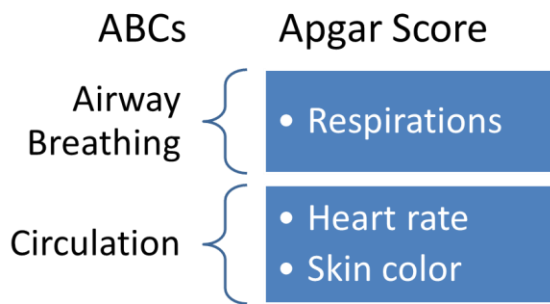 ABCs Apgar Score
Airway
Breathing
• Respirations
Circulation
• Heart rate
• Skin color